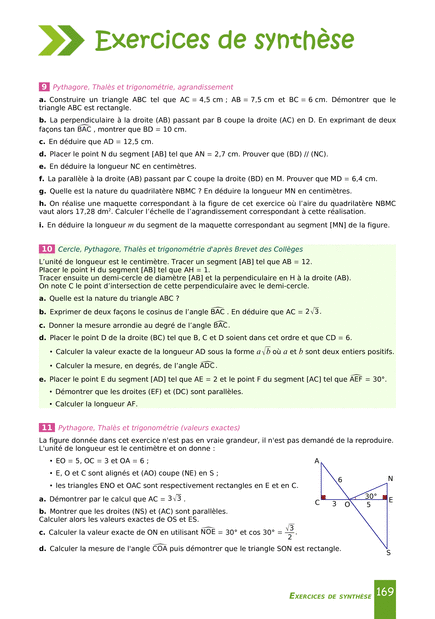 Exercices de synthèse
9 Pythagore, Thalès et trigonométrie, agrandissement
a. Construire un triangle ABC tel que AC = 4,5 cm ; AB = 7,5 cm et BC = 6 cm. Démontrer que le
triangle ABC est rectangle.
b. La perpendiculaire à la droite (AB) passant par B coupe la droite (AC) en D. En exprimant de deux
façons tan BAC , montrer que BD = 10 cm.
c. En déduire que AD = 12,5 cm.
d. Placer le point N du segment [AB] tel que AN = 2,7 cm. Prouver que (BD) // (NC).
e. En déduire la longueur NC en centimètres.
f. La parallèle à la droite (AB) passant par C coupe la droite (BD) en M. Prouver que MD = 6,4 cm.
g. Quelle est la nature du quadrilatère NBMC ? En déduire la longueur MN en centimètres.
h. On réalise une maquette correspondant à la figure de cet exercice où l'aire du quadrilatère NBMC
vaut alors 17,28 dm². Calculer l'échelle de l'agrandissement correspondant à cette réalisation.
i. En déduire la longueur m du segment de la maquette correspondant au segment [MN] de la figure.
10 Cercle, Pythagore, Thalès et trigonométrie d'après Brevet des Collèges
L'unité de longueur est le centimètre. Tracer un segment [AB] tel que AB = 12.
Placer le point H du segment [AB] tel que AH = 1.
Tracer ensuite un demi-cercle de diamètre [AB] et la perpendiculaire en H à la droite (AB).
On note C le point d'intersection de cette perpendiculaire avec le demi-cercle.
a. Quelle est la nature du triangle ABC ?
b. Exprimer de deux façons le cosinus de l'angle BAC . En déduire que AC = 2√3.
c. Donner la mesure arrondie au degré de l'angle BAC.
d. Placer le point D de la droite (BC) tel que B, C et D soient dans cet ordre et que CD = 6.
• Calculer la valeur exacte de la longueur AD sous la forme a√b où a et b sont deux entiers positifs.
• Calculer la mesure, en degrés, de l'angle ADC.
e. Placer le point E du segment [AD] tel que AE = 2 et le point F du segment [AC] tel que AEF = 30°.
• Démontrer que les droites (EF) et (DC) sont parallèles.
• Calculer la longueur AF.
11 Pythagore, Thalès et trigonométrie (valeurs exactes)
La figure donnée dans cet exercice n'est pas en vraie grandeur, il n'est pas demandé de la reproduire.
L'unité de longueur est le centimètre et on donne :
• EO = 5, OC = 3 et OA = 6 ;
• E, O et C sont alignés et (AO) coupe (NE) en S ;
• les triangles ENO et OAC sont respectivement rectangles en E et en C.
a. Démontrer par le calcul que AC = 3√3 .
b. Montrer que les droites (NS) et (AC) sont parallèles.
Calculer alors les valeurs exactes de OS et ES.
c. Calculer la valeur exacte de ON en utilisant NOE = 30° et cos 30° = √3/2.
d. Calculer la mesure de l'angle COA puis démontrer que le triangle SON est rectangle.
A
6
N
30°
C 3 O 5 E
S
EXERCICES DE SYNTHÈSE 169